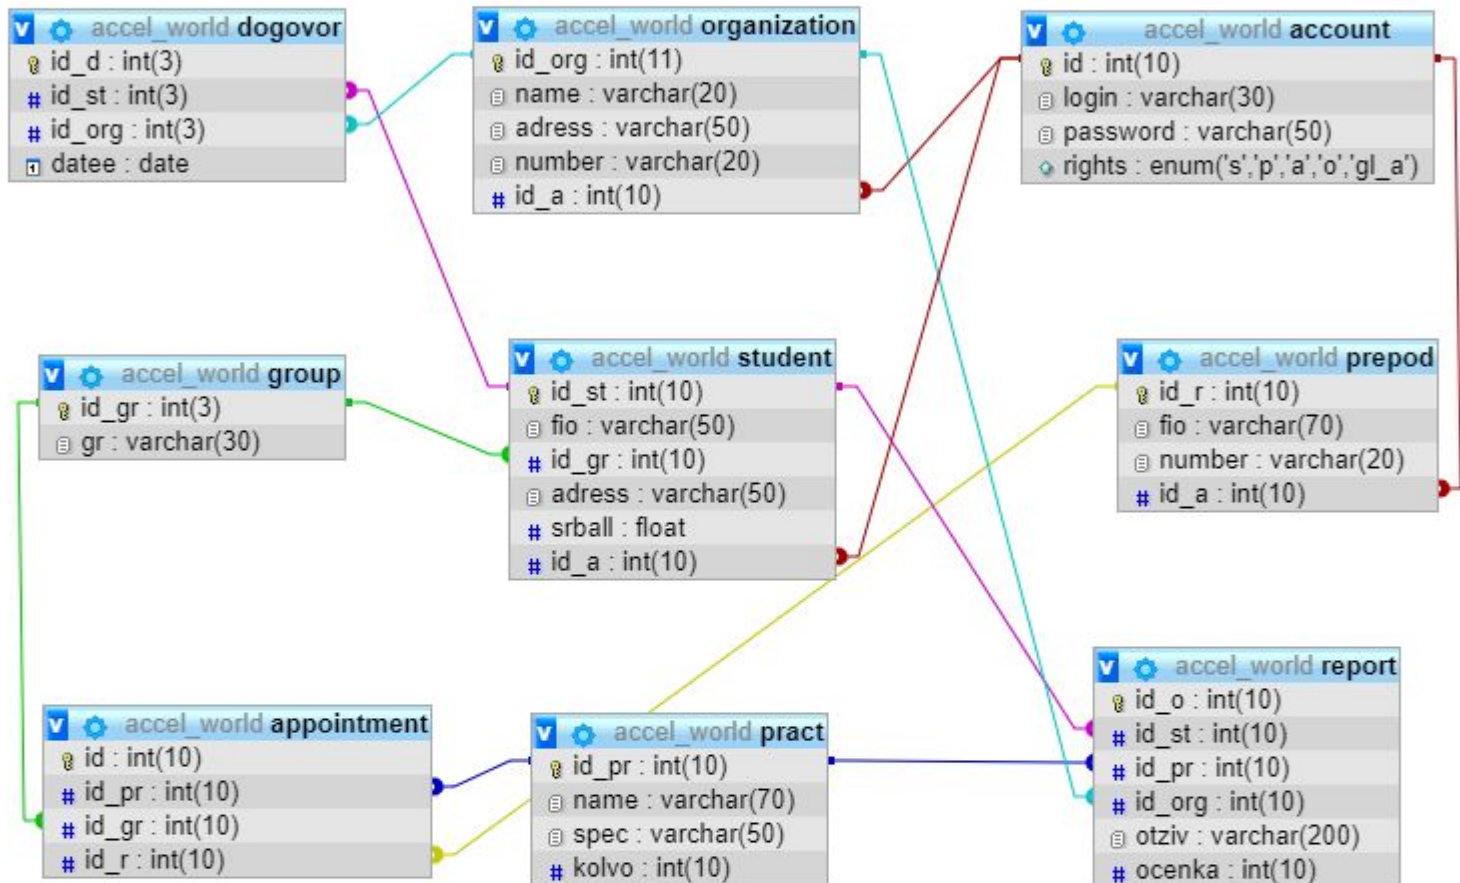 accel_world dogovor
id_d : int(3)
id_st : int(3)
id_org : int(3)
datee : date
accel_world organization
id_org : int(11)
name : varchar(20)
adress : varchar(50)
number : varchar(20)
id_a : int(10)
accel_world account
id : int(10)
login : varchar(30)
password : varchar(50)
rights : enum('s','p','a','o','gl_a')
accel_world group
id_gr : int(3)
gr : varchar(30)
accel_world student
id_st : int(10)
fio : varchar(50)
id_gr : int(10)
adress : varchar(50)
srball : float
id_a : int(10)
accel_world prepod
id_r : int(10)
fio : varchar(70)
number : varchar(20)
id_a : int(10)
accel_world appointment
id : int(10)
id_pr : int(10)
id_gr : int(10)
id_r : int(10)
accel_world pract
id_pr : int(10)
name : varchar(70)
spec : varchar(50)
kolvo : int(10)
accel_world report
id_o : int(10)
id_st : int(10)
id_pr : int(10)
id_org : int(10)
otziv : varchar(200)
ocenka : int(10)